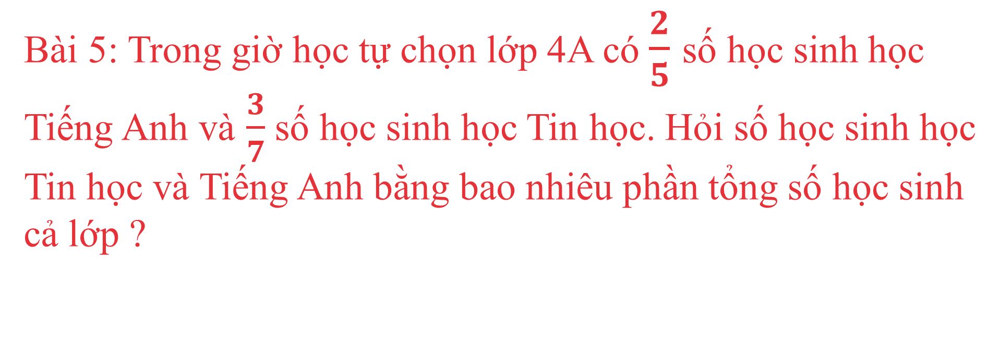 Bài 5: Trong giờ học tự chọn lớp 4A có 2/5 số học sinh học
Tiếng Anh và 3/7 số học sinh học Tin học. Hỏi số học sinh học
Tin học và Tiếng Anh bằng bao nhiêu phần tổng số học sinh
cả lớp ?